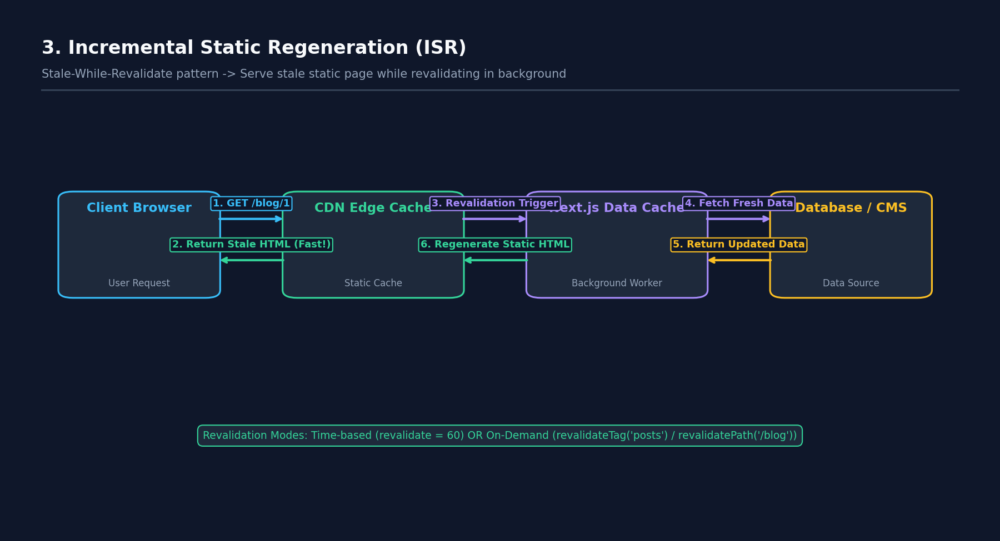 3. Incremental Static Regeneration (ISR)
Stale-While-Revalidate pattern -> Serve stale static page while revalidating in background
Client Browser
1. GET /blog/1
CDN Edge Cache
3. Revalidation Trigger
Next.js Data Cache
4. Fetch Fresh Data
Database / CMS
2. Return Stale HTML (Fast!)
6. Regenerate Static HTML
5. Return Updated Data
User Request
Static Cache
Background Worker
Data Source
Revalidation Modes: Time-based (revalidate = 60) OR On-Demand (revalidateTag('posts') / revalidatePath('/blog'))